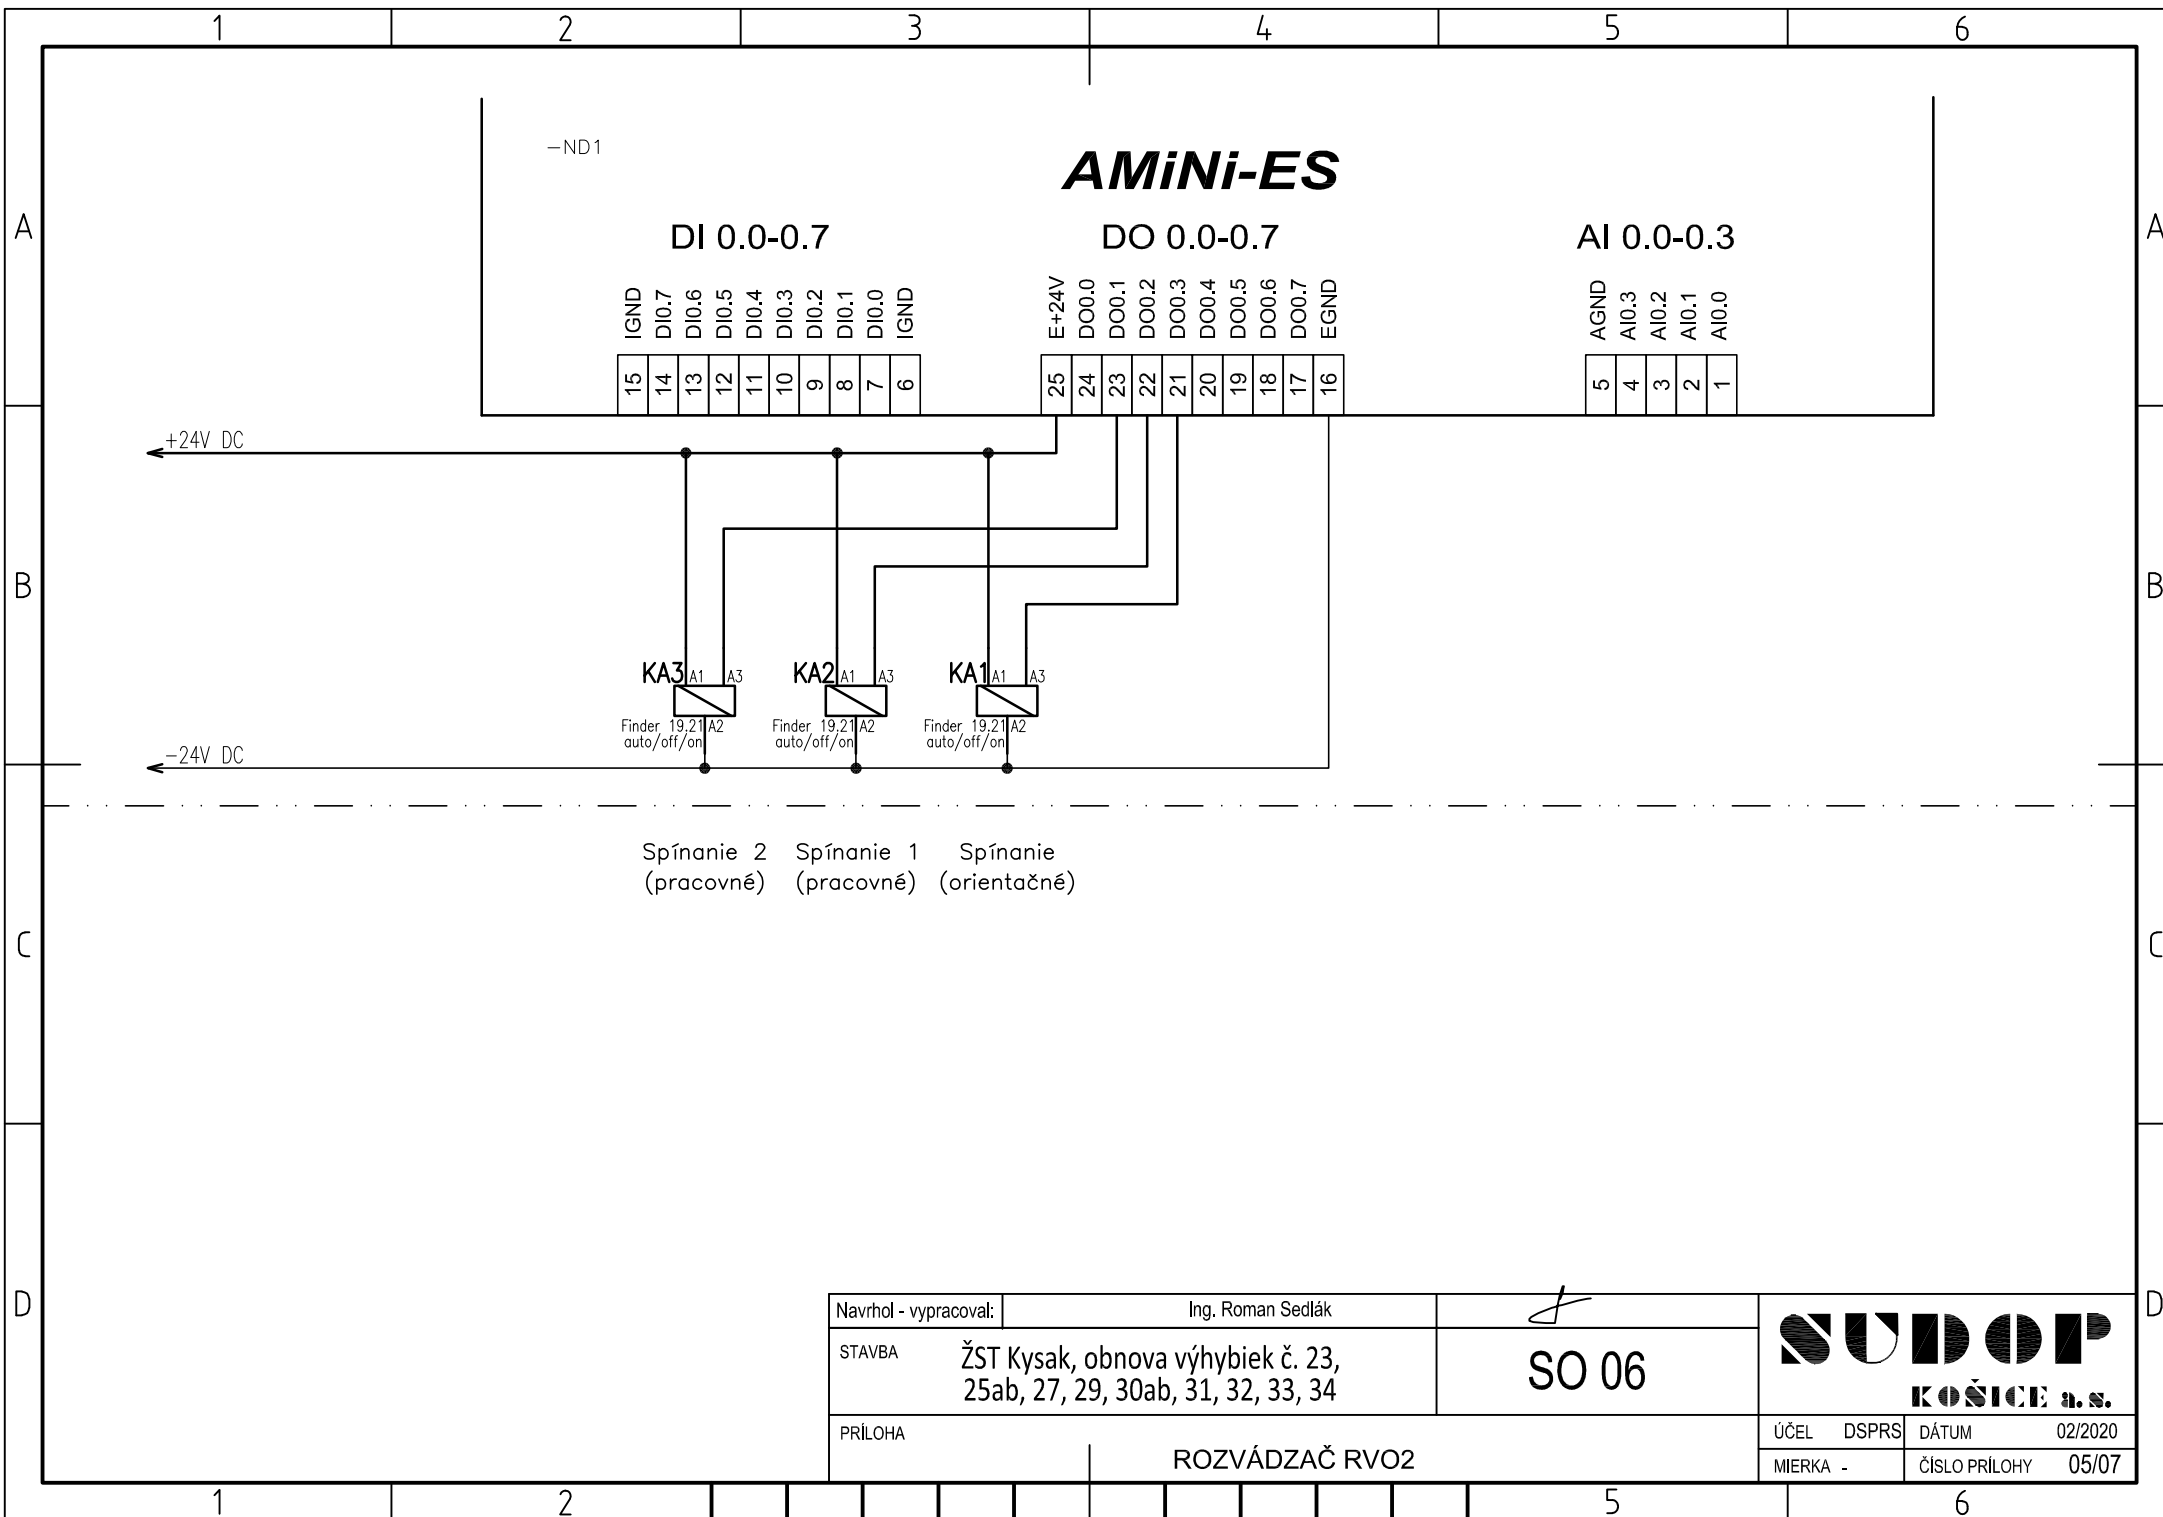 1 2 3 4 5 6
A A
-ND1
AMiNi-ES
DI 0.0-0.7 DO 0.0-0.7 AI 0.0-0.3
IGND DI0.7 DI0.6 DI0.5 DI0.4 DI0.3 DI0.2 DI0.1 DI0.0 IGND
E+24V DO0.0 DO0.1 DO0.2 DO0.3 DO0.4 DO0.5 DO0.6 DO0.7 EGND
AGND AI0.3 AI0.2 AI0.1 AI0.0
15 14 13 12 11 10 9 8 7 6
25 24 23 22 21 20 19 18 17 16
5 4 3 2 1
+24V DC
B B
KA3 A1 A3 KA2 A1 A3 KA1 A1 A3
Finder 19.21 A2 Finder 19.21 A2 Finder 19.21 A2
auto/off/on auto/off/on auto/off/on
-24V DC
Spínanie 2 Spínanie 1 Spínanie
(pracovné) (pracovné) (orientačné)
C C
D D
Navrhol - vypracoval: Ing. Roman Sedlák
STAVBA ŽST Kysak, obnova výhybiek č. 23,
25ab, 27, 29, 30ab, 31, 32, 33, 34
SO 06
SUDOP
KOŠICE a.s.
PRÍLOHA
ROZVÁDZAČ RVO2
ÚČEL DSPRS DÁTUM 02/2020
MIERKA - ČÍSLO PRÍLOHY 05/07
1 2 5 6